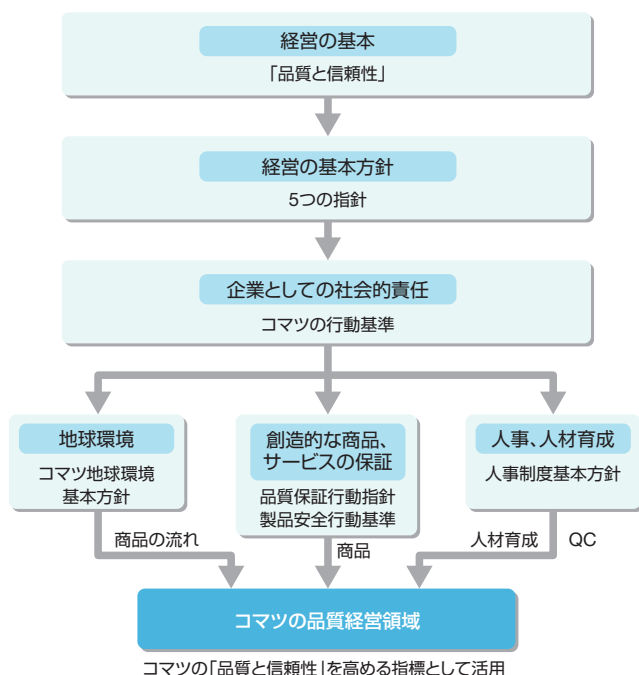 経営の基本
「品質と信頼性」
経営の基本方針
5つの指針
企業としての社会的責任
コマツの行動基準
地球環境
コマツ地球環境
基本方針
創造的な商品、
サービスの保証
品質保証行動指針
製品安全行動基準
人事、人材育成
人事制度基本方針
商品の流れ
商品
人材育成
QC
コマツの品質経営領域
コマツの「品質と信頼性」を高める指標として活用